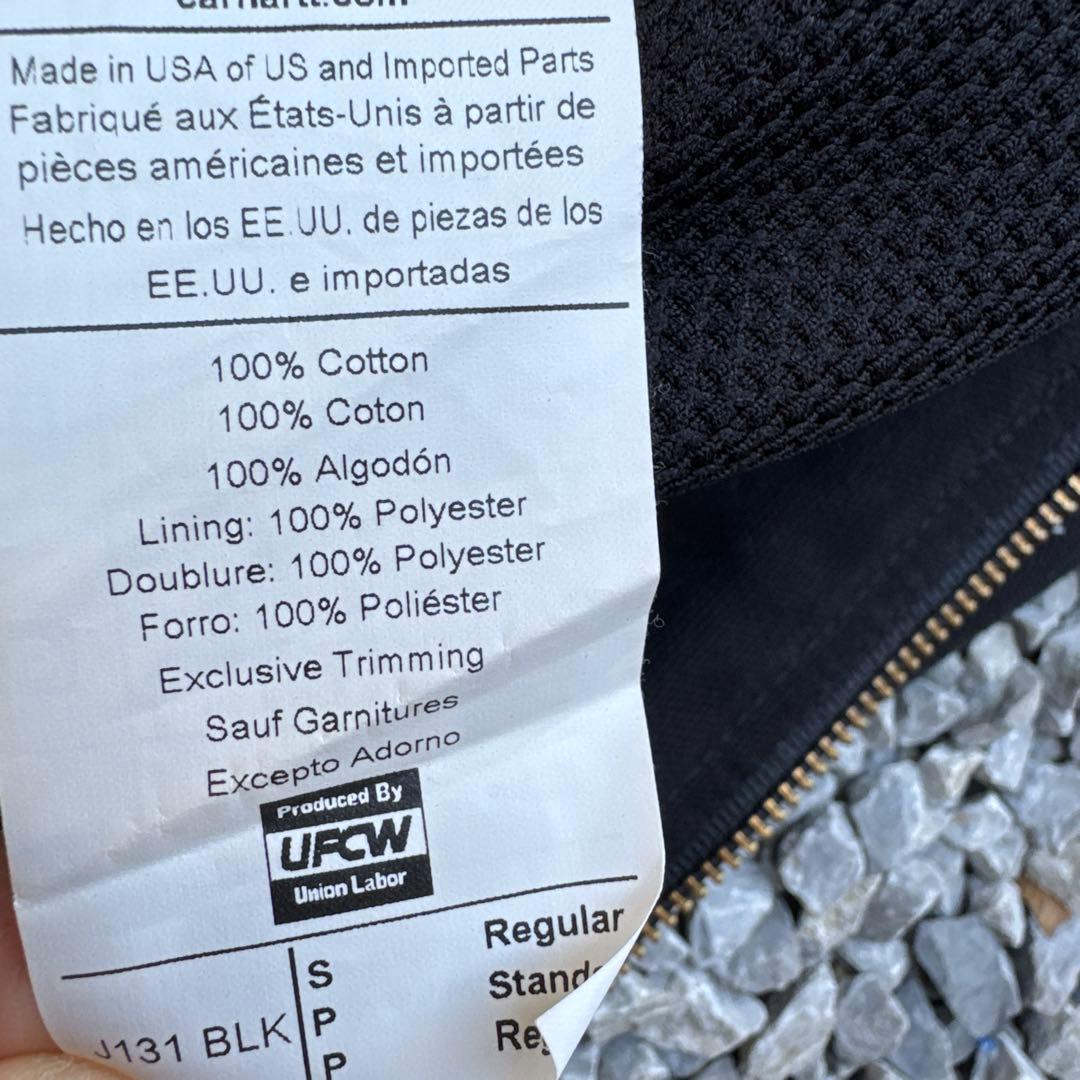 carhartt.com
Made in USA of US and Imported Parts
Fabriqué aux États-Unis à partir de
pièces américaines et importées
Hecho en los EE.UU. de piezas de los
EE.UU. e importadas
100% Cotton
100% Coton
100% Algodón
Lining: 100% Polyester
Doublure: 100% Polyester
Forro: 100% Poliéster
Exclusive Trimming
Sauf Garnitures
Excepto Adorno
Produced By
UFCW
Union Labor
Regular
S
J131 BLK
P
P